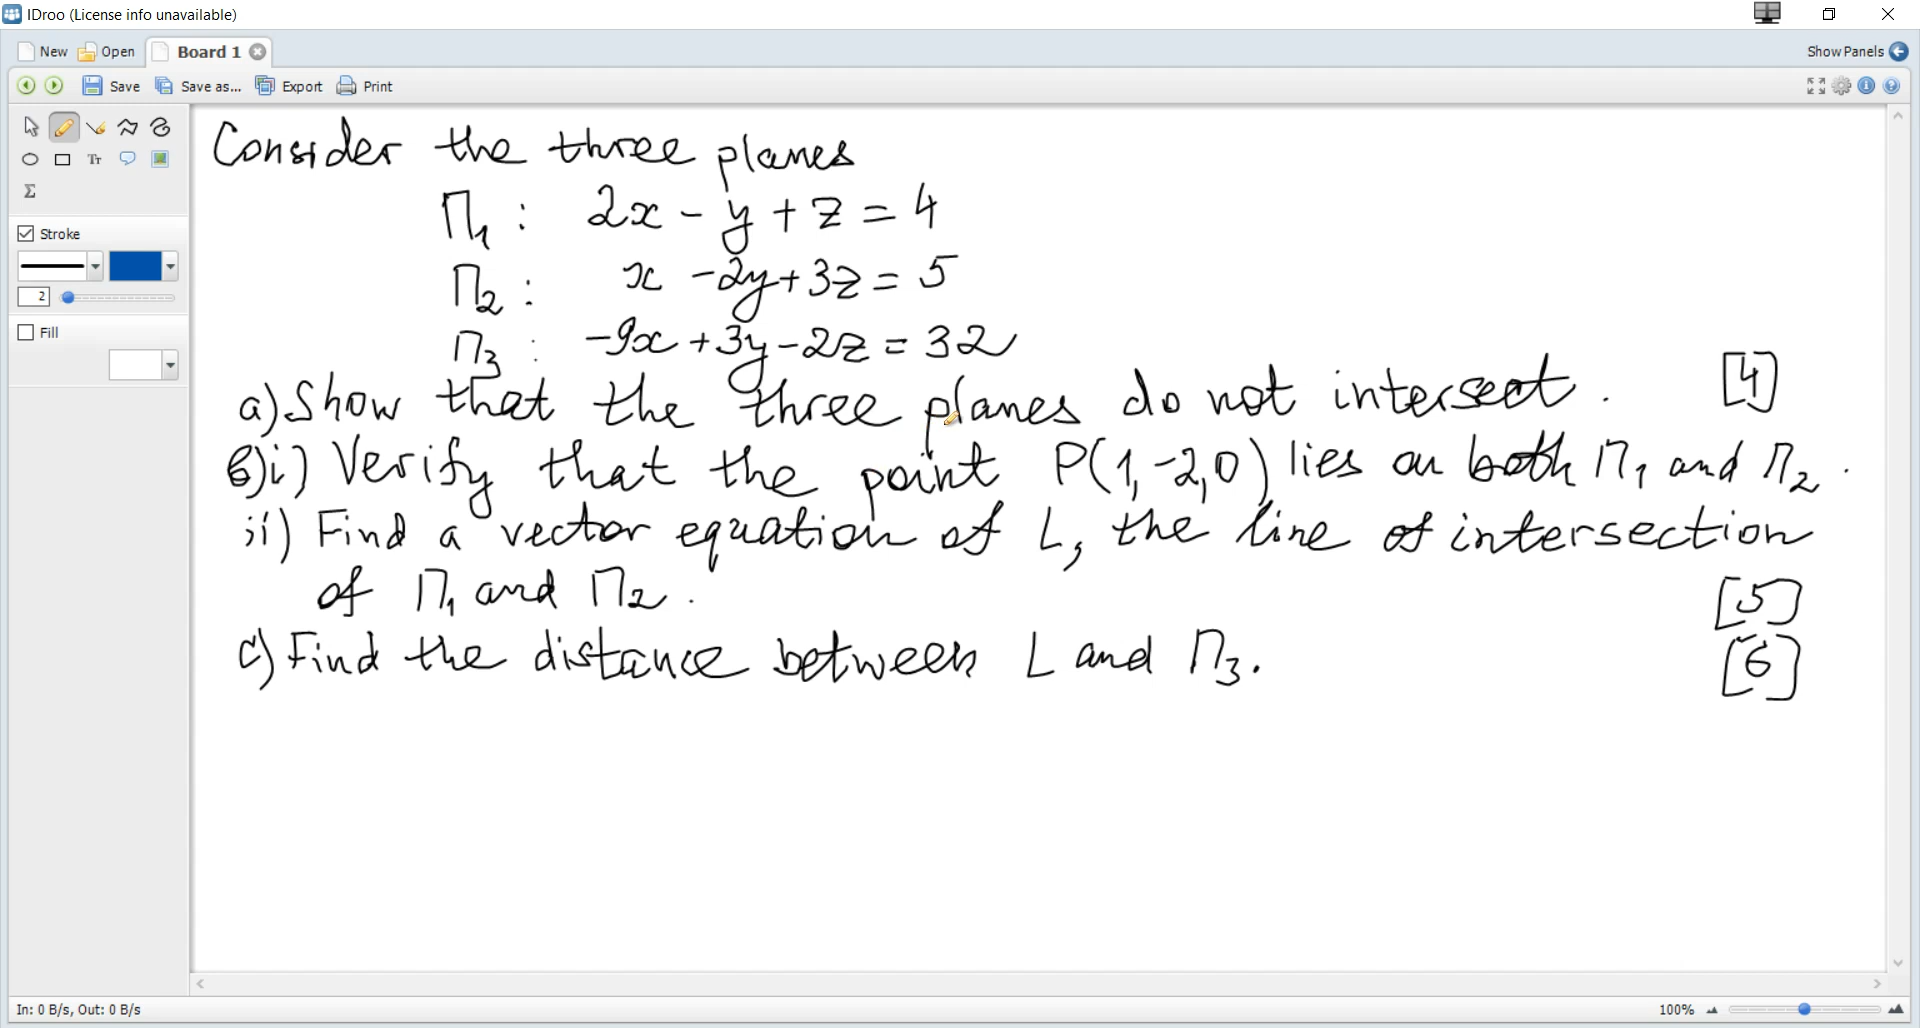 IDroo (License info unavailable)
New Open Board 1 Show Panels
Save Save as... Export Print
Consider the three planes
Π₁ : 2x - y + z = 4
Π₂ : x - 2y + 3z = 5
Π₃ : -9x + 3y - 2z = 32
a) Show that the three planes do not intersect. [4]
b) i) Verify that the point P(1, -2, 0) lies on both Π₁ and Π₂.
ii) Find a vector equation of L, the line of intersection
of Π₁ and Π₂. [5]
c) Find the distance between L and Π₃. [6]
Tr
Σ
Stroke
2
Fill
In: 0 B/s, Out: 0 B/s 100%